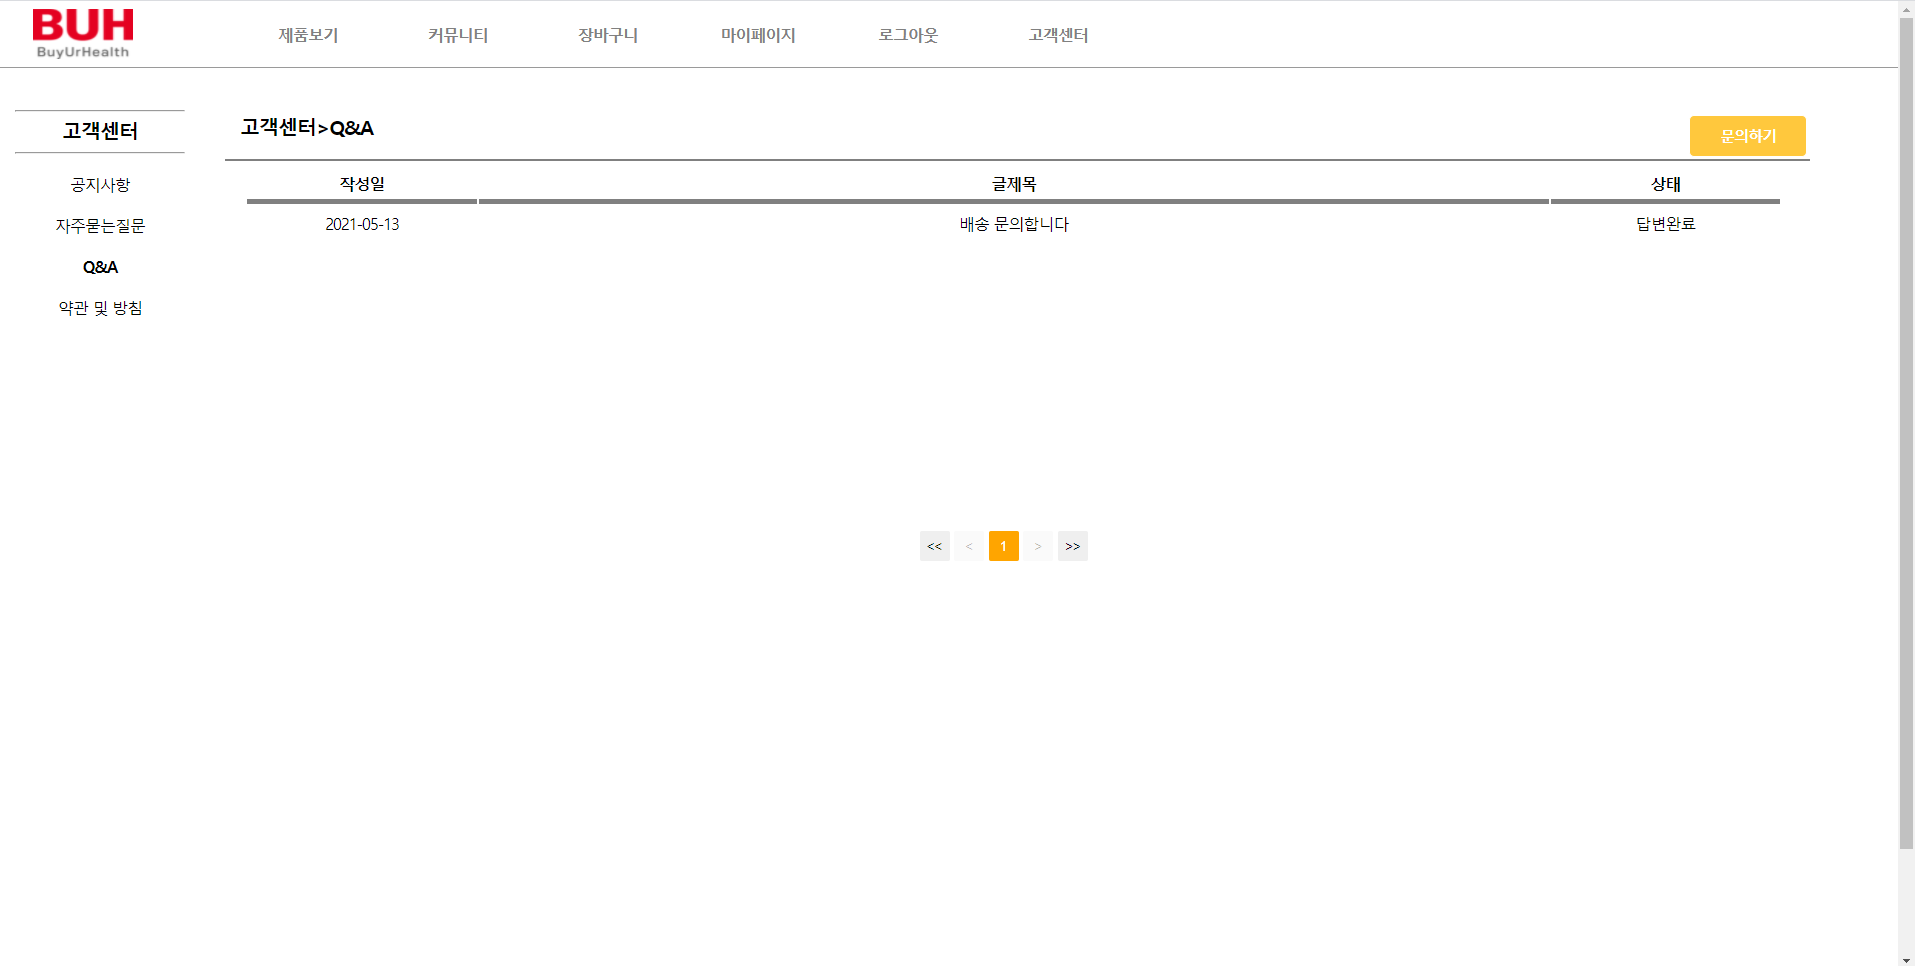 BUH
BuyUrHealth
제품보기 커뮤니티 장바구니 마이페이지 로그아웃 고객센터
고객센터
공지사항
자주묻는질문
Q&A
약관 및 방침
고객센터>Q&A
문의하기
작성일 글제목 상태
2021-05-13 배송 문의합니다 답변완료
<< < 1 > >>